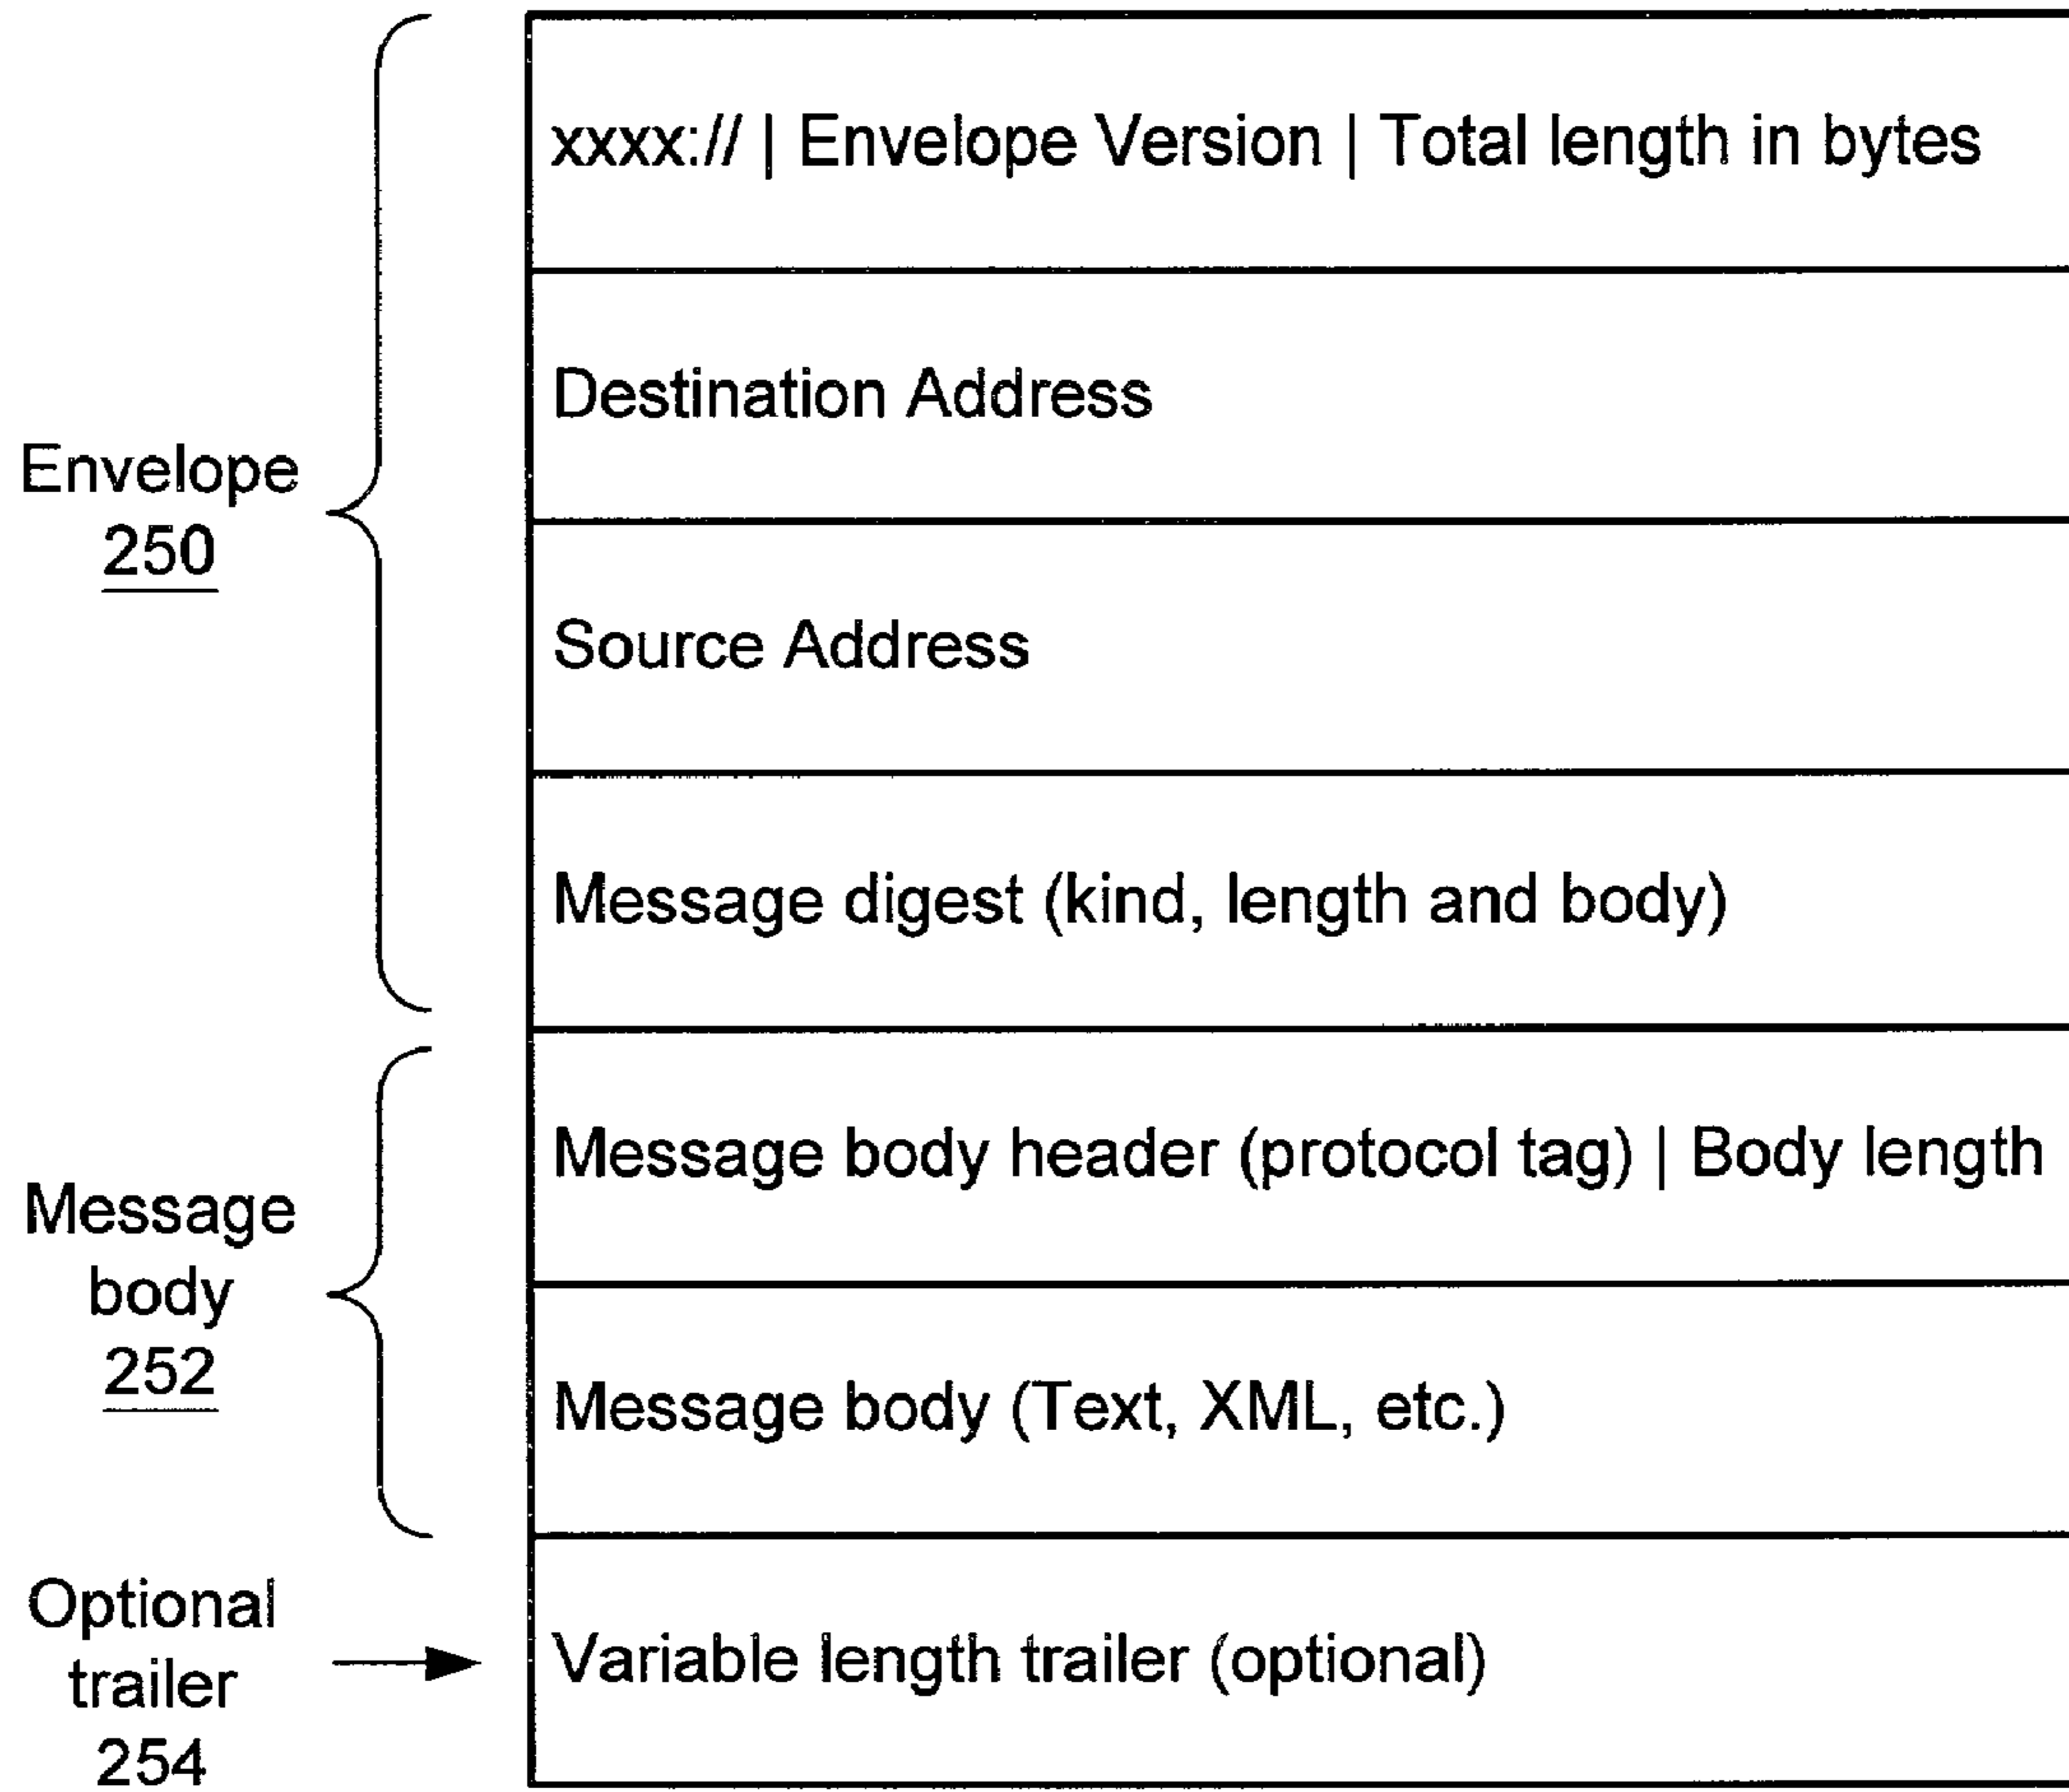 xxxx:// | Envelope Version | Total length in bytes
Destination Address
Envelope
250
Source Address
Message digest (kind, length and body)
Message body header (protocol tag) | Body length
Message
body
252
Message body (Text, XML, etc.)
Optional
trailer
254
Variable length trailer (optional)